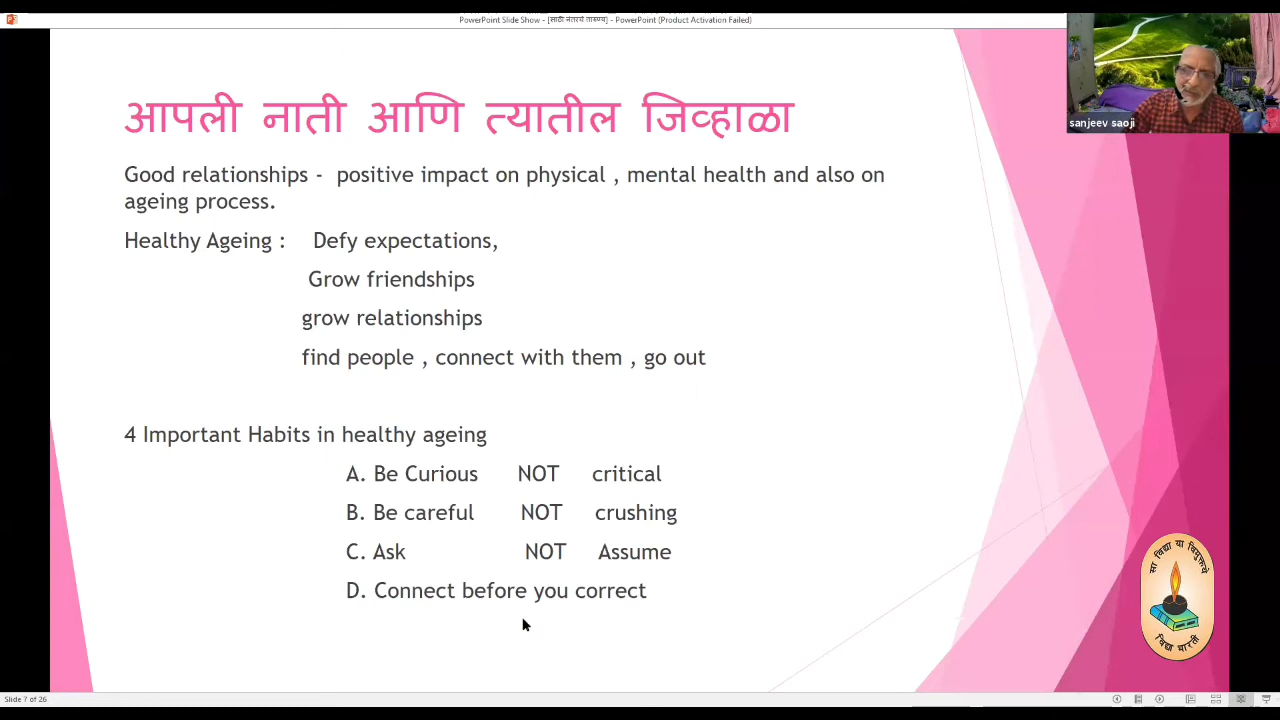 PowerPoint Slide Show - [साठी नंतरचे तारुण्य] - PowerPoint (Product Activation Failed)
sanjeev saoji
आपली नाती आणि त्यातील जिव्हाळा
Good relationships - positive impact on physical , mental health and also on
ageing process.
Healthy Ageing : Defy expectations,
Grow friendships
grow relationships
find people , connect with them , go out
4 Important Habits in healthy ageing
A. Be Curious NOT critical
B. Be careful NOT crushing
C. Ask NOT Assume
D. Connect before you correct
सा विद्या या विमुक्तये
विद्या भारती
Slide 7 of 26